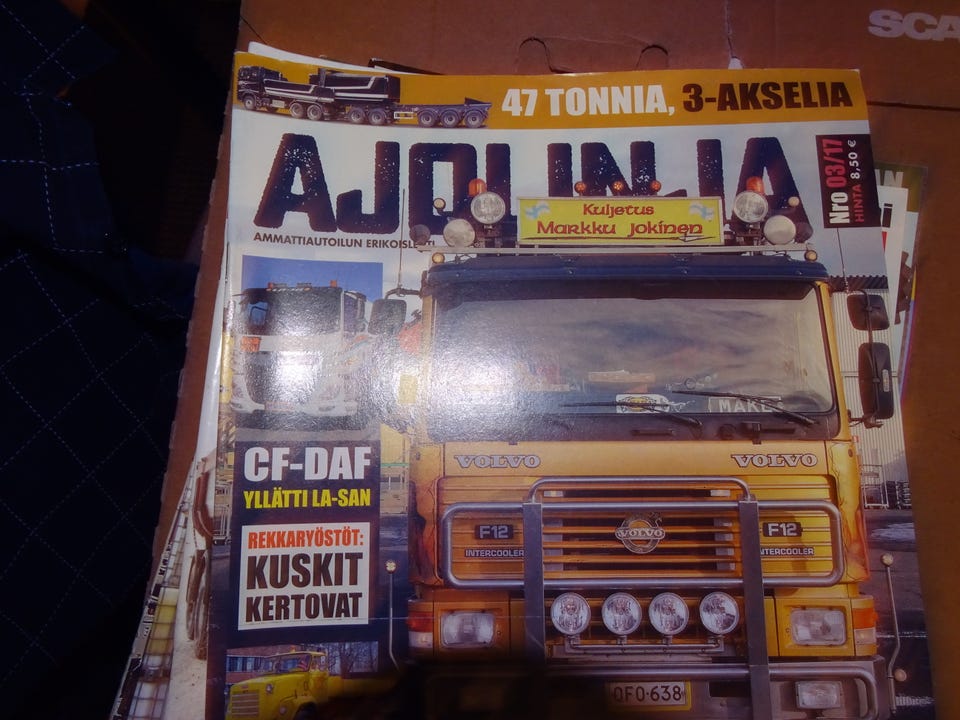 SCA
47 TONNIA, 3-AKSELIA
AJOLINJA
Nro 03/17
HINTA 8,50 €
AMMATTIAUTOILUN
Kuljetus
Markku Jokinen
MAKE
VOLVO VOLVO
CF-DAF
YLLÄTTI LA-SAN
REKKARYÖSTÖT:
KUSKIT
KERTOVAT
F12 VOLVO F12
INTERCOOLER INTERCOOLER
OFO-638